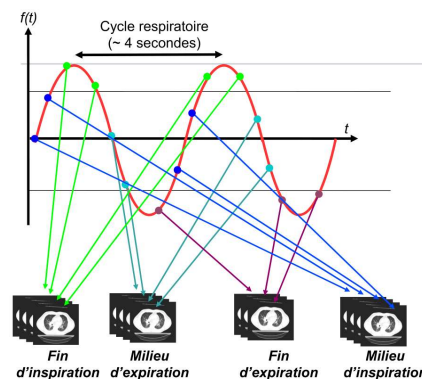 f(t)
Cycle respiratoire
(~ 4 secondes)
t
Fin
d'inspiration
Milieu
d'expiration
Fin
d'expiration
Milieu
d'inspiration